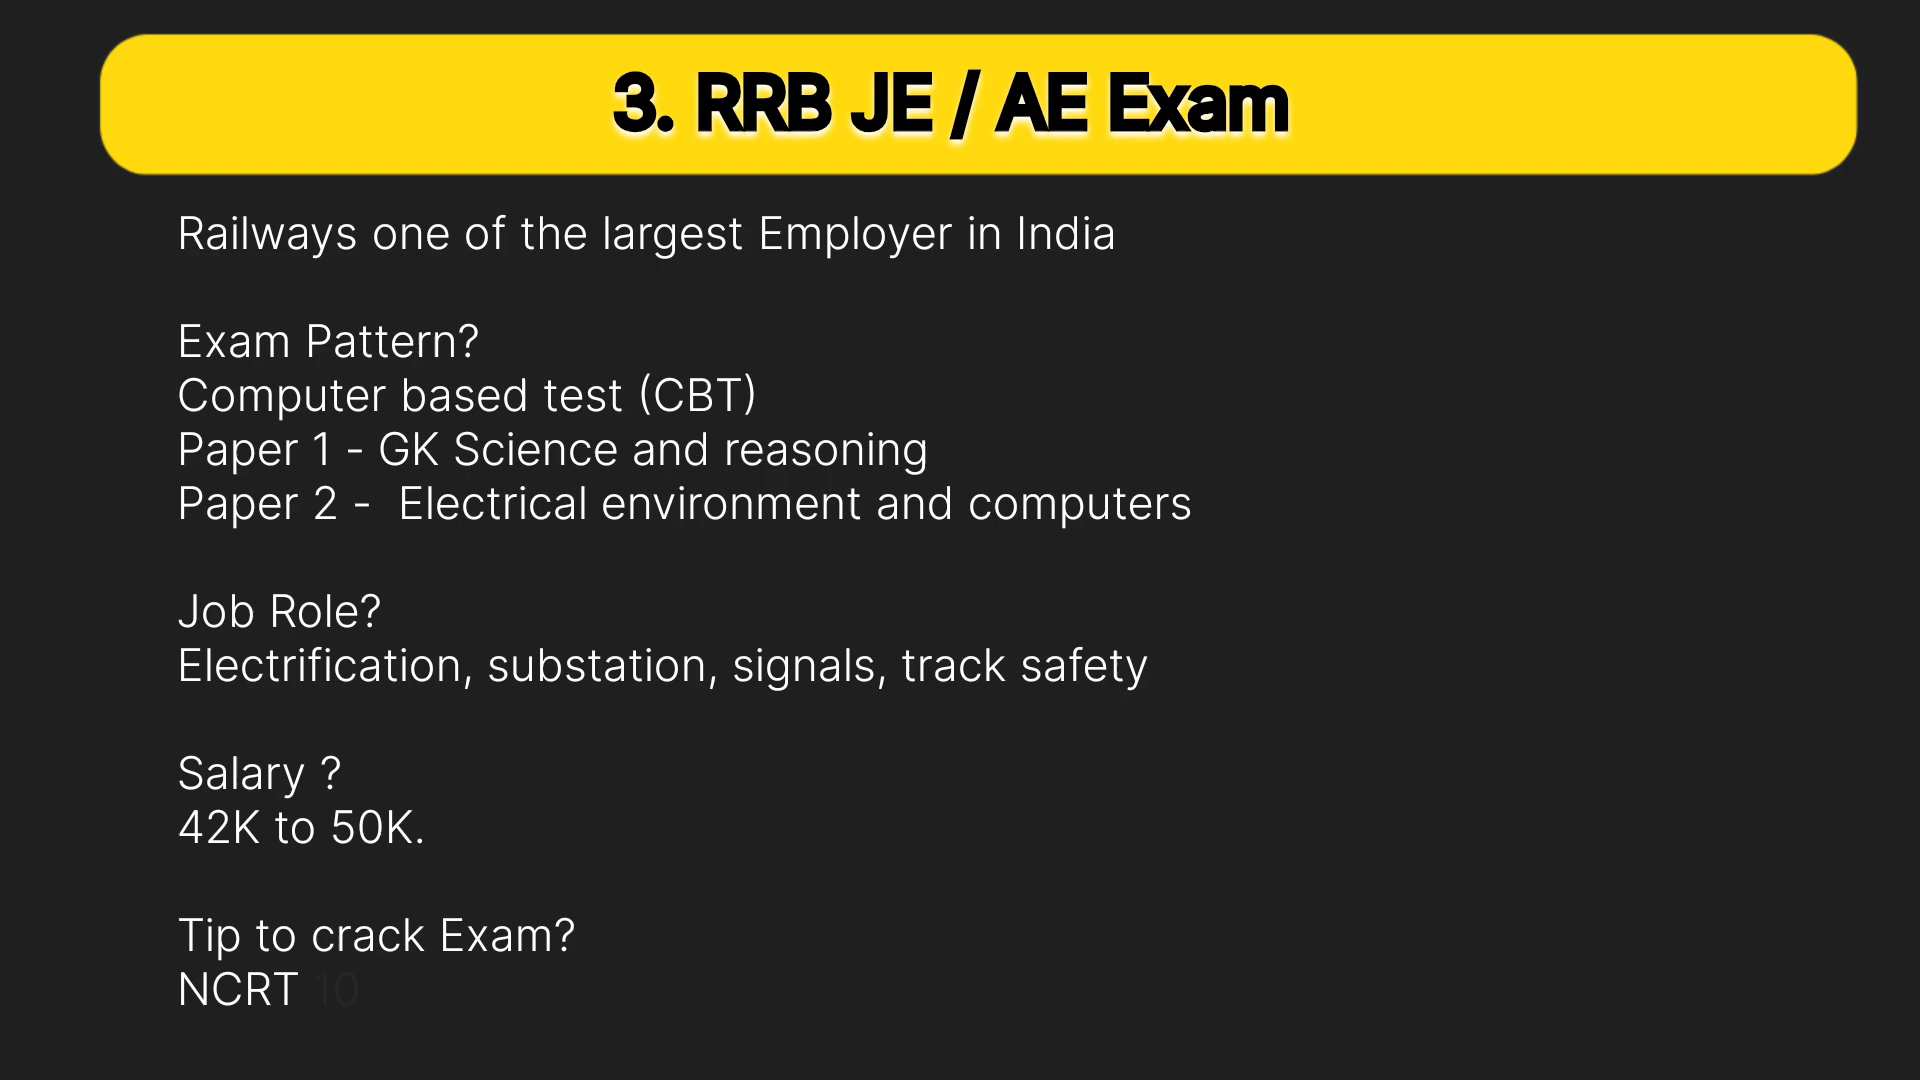 3. RRB JE / AE Exam
Railways one of the largest Employer in India
Exam Pattern?
Computer based test (CBT)
Paper 1 - GK Science and reasoning
Paper 2 - Electrical environment and computers
Job Role?
Electrification, substation, signals, track safety
Salary ?
42K to 50K.
Tip to crack Exam?
NCRT 10